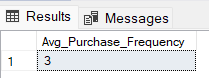 Results Messages
Avg_Purchase_Frequency
1 3